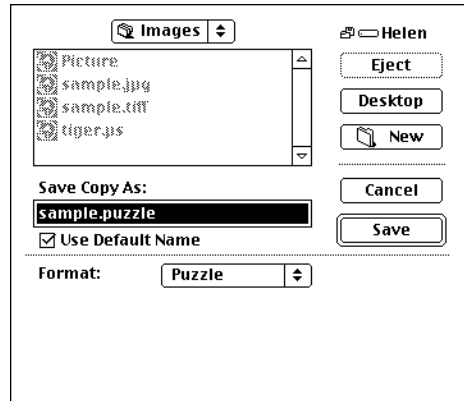 Images
Helen
Picture
sample.jpg
sample.tiff
tiger.ps
Eject
Desktop
New
Save Copy As:
sample.puzzle
Use Default Name
Cancel
Save
Format:
Puzzle